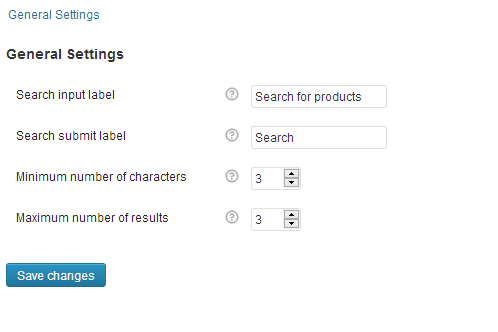 General Settings
General Settings
Search input label ? Search for products
Search submit label ? Search
Minimum number of characters ? 3
Maximum number of results ? 3
Save changes